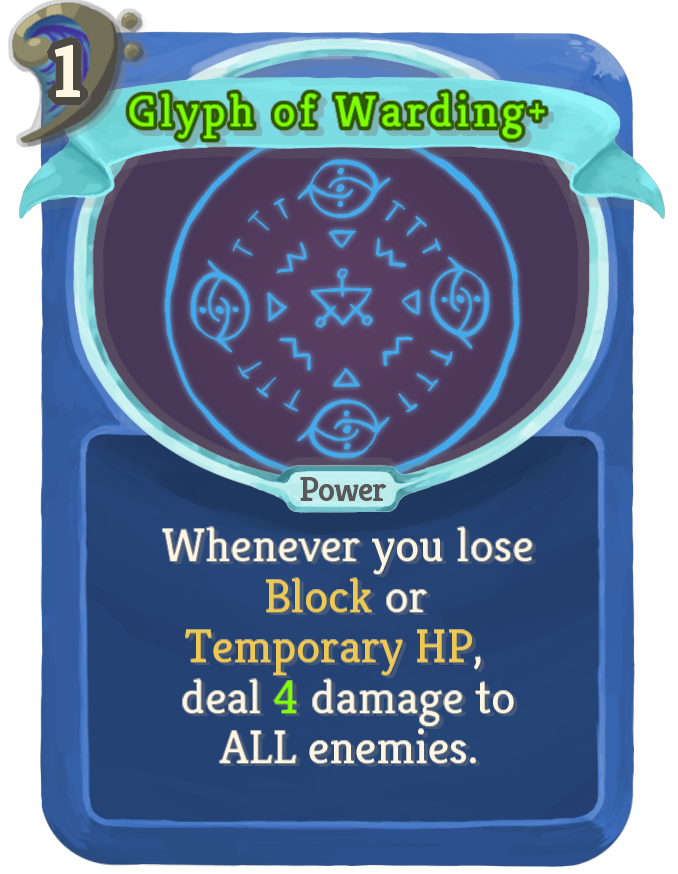 1
Glyph of Warding+
Power
Whenever you lose
Block or
Temporary HP,
deal 4 damage to
ALL enemies.